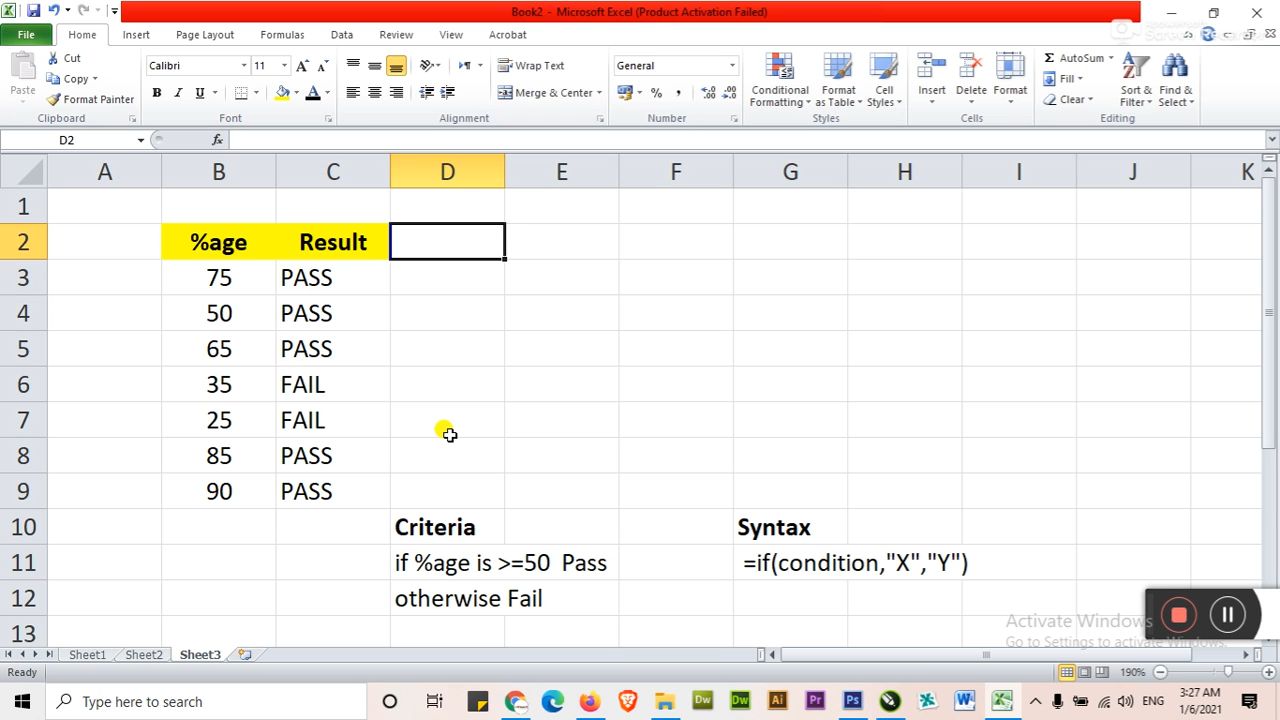 Book2 - Microsoft Excel (Product Activation Failed)
File Home Insert Page Layout Formulas Data Review View Acrobat
Paste
Cut
Copy
Format Painter
Clipboard
Calibri 11
B I U A
Font
Wrap Text
Merge & Center
Alignment
General
% ,
Number
Conditional Formatting
Format as Table
Cell Styles
Styles
Insert Delete Format
Cells
Σ AutoSum
Fill
Clear
Sort & Filter
Find & Select
Editing
D2 fx
A B C D E F G H I J K
1
2 %age Result
3 75 PASS
4 50 PASS
5 65 PASS
6 35 FAIL
7 25 FAIL
8 85 PASS
9 90 PASS
10 Criteria Syntax
11 if %age is >=50 Pass =if(condition,"X","Y")
12 otherwise Fail
13
Activate Windows
Go to Settings to activate Windows.
Sheet1 Sheet2 Sheet3
Ready 190%
Type here to search
Dw Dw Ai Pr Ps W
ENG
3:27 AM
1/6/2021